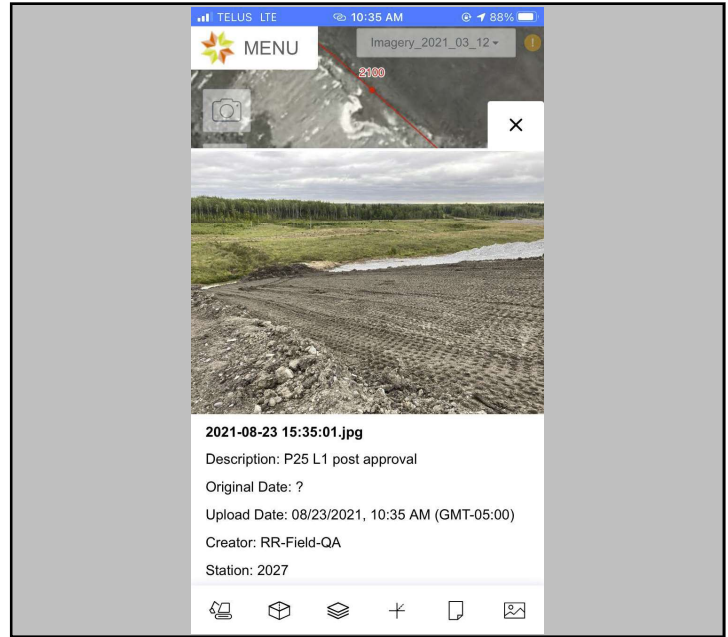 TELUS LTE 10:35 AM 88%
MENU
Imagery_2021_03_12
2100
2021-08-23 15:35:01.jpg
Description: P25 L1 post approval
Original Date: ?
Upload Date: 08/23/2021, 10:35 AM (GMT-05:00)
Creator: RR-Field-QA
Station: 2027